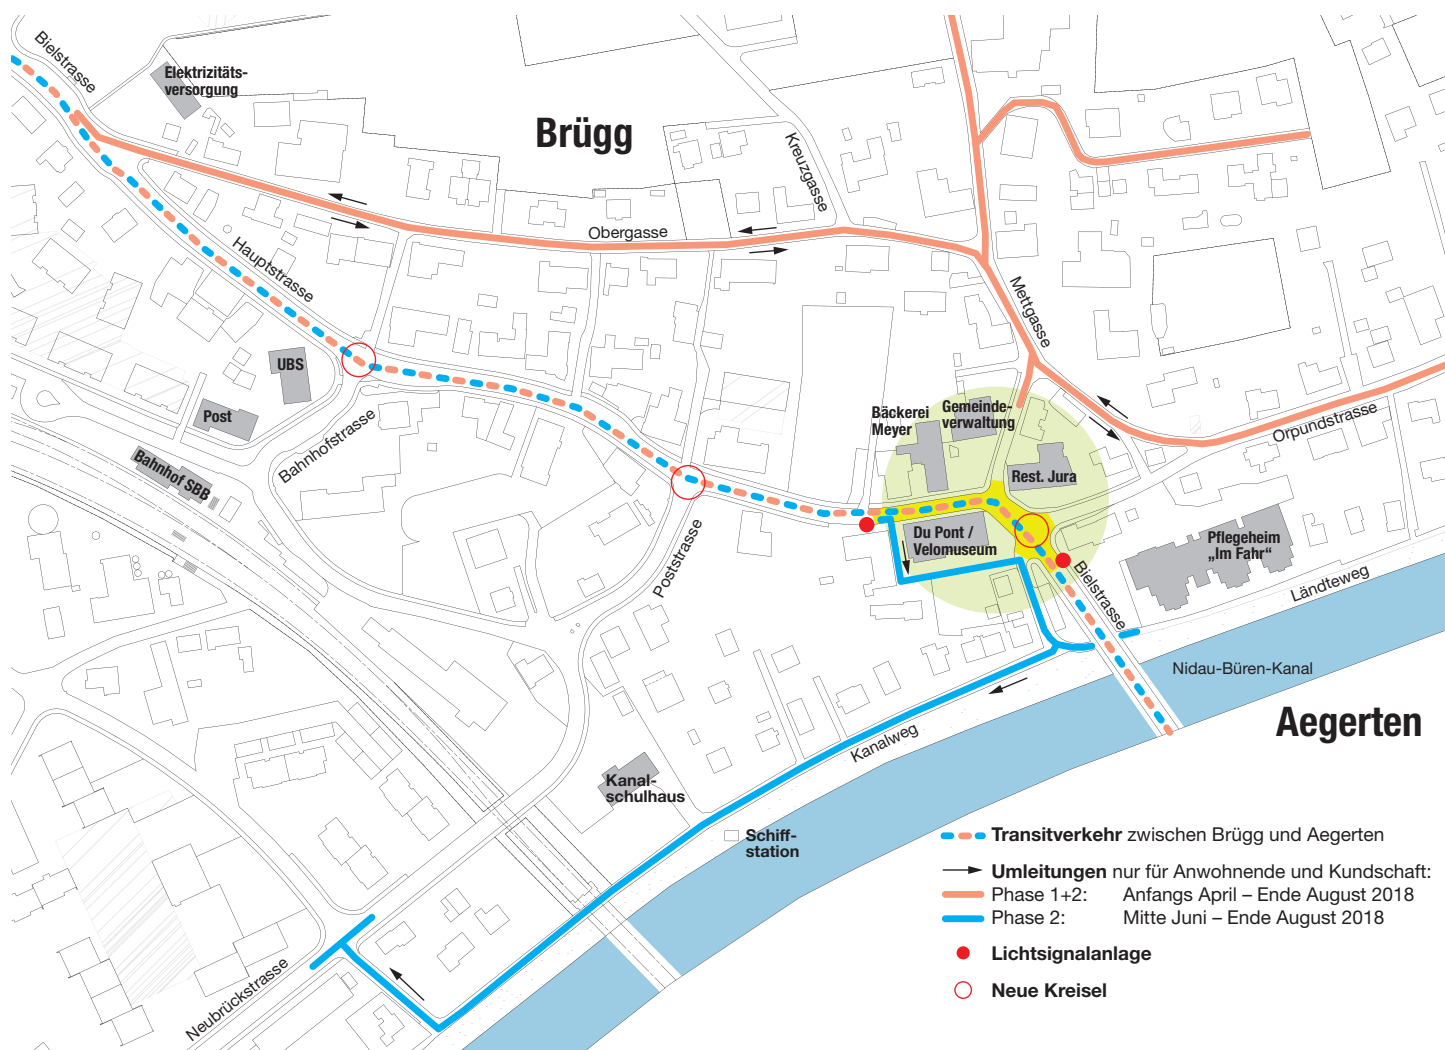 Bielstrasse
Elektrizitäts-
versorgung
Brügg
Kreuzgasse
Obergasse
Hauptstrasse
Mettgasse
UBS
Post
Bahnhofstrasse
Bahnhof SBB
Bäckerei
Meyer
Gemeinde-
verwaltung
Orpundstrasse
Rest. Jura
Du Pont /
Velomuseum
Pflegeheim
„Im Fahr“
Poststrasse
Bielstrasse
Ländteweg
Nidau-Büren-Kanal
Aegerten
Kanalweg
Kanal-
schulhaus
Schiff-
station
Neubrückstrasse
Transitverkehr zwischen Brügg und Aegerten
Umleitungen nur für Anwohnende und Kundschaft:
Phase 1+2: Anfangs April – Ende August 2018
Phase 2: Mitte Juni – Ende August 2018
Lichtsignalanlage
Neue Kreisel